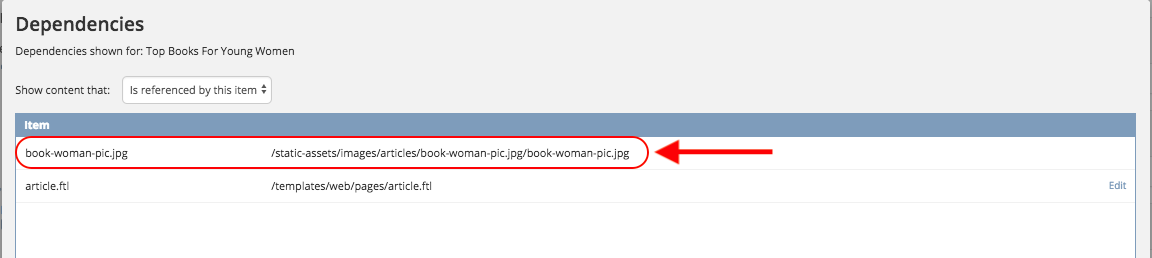 Dependencies
Dependencies shown for: Top Books For Young Women
Show content that: Is referenced by this item
Item
book-woman-pic.jpg /static-assets/images/articles/book-woman-pic.jpg/book-woman-pic.jpg
article.ftl /templates/web/pages/article.ftl Edit